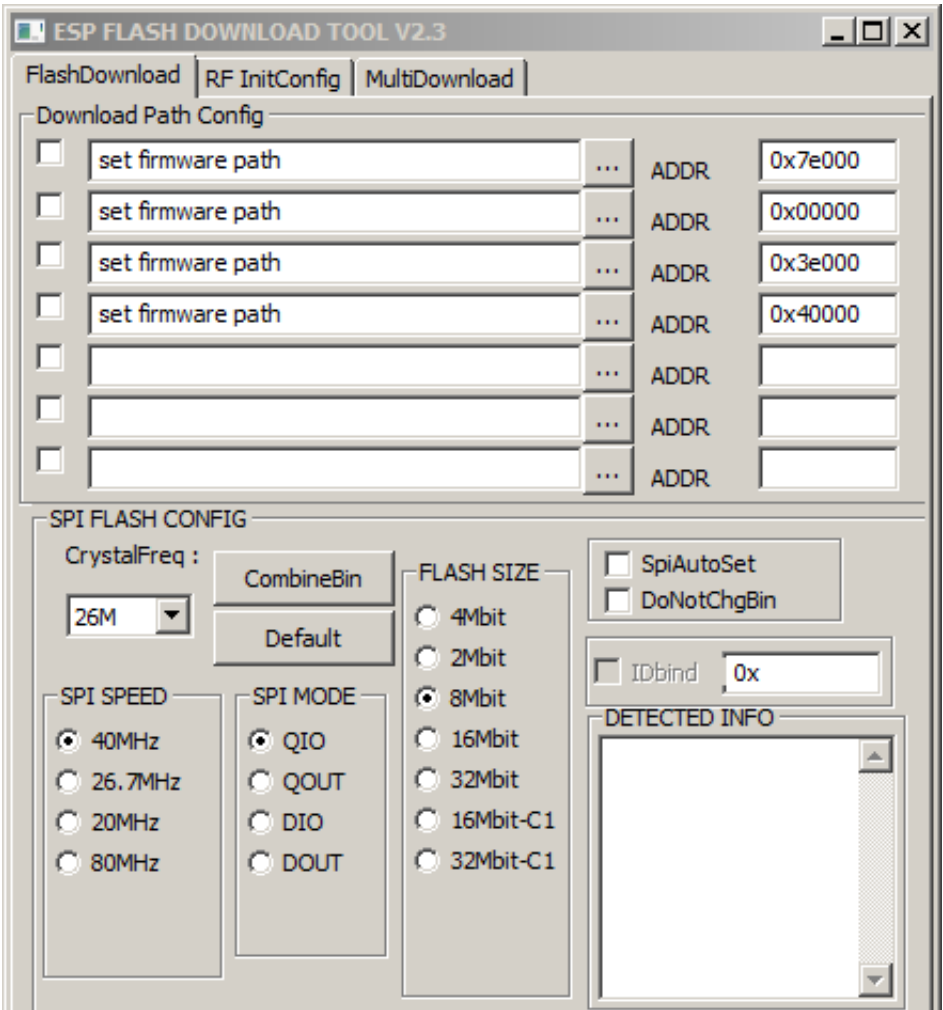 ESP FLASH DOWNLOAD TOOL V2.3
FlashDownload RF InitConfig MultiDownload
Download Path Config
set firmware path ... ADDR 0x7e000
set firmware path ... ADDR 0x00000
set firmware path ... ADDR 0x3e000
set firmware path ... ADDR 0x40000
... ADDR
... ADDR
... ADDR
SPI FLASH CONFIG
CrystalFreq :
26M
CombineBin
Default
SPI SPEED
40MHz
26.7MHz
20MHz
80MHz
SPI MODE
QIO
QOUT
DIO
DOUT
FLASH SIZE
4Mbit
2Mbit
8Mbit
16Mbit
32Mbit
16Mbit-C1
32Mbit-C1
SpiAutoSet
DoNotChgBin
IDbind 0x
DETECTED INFO